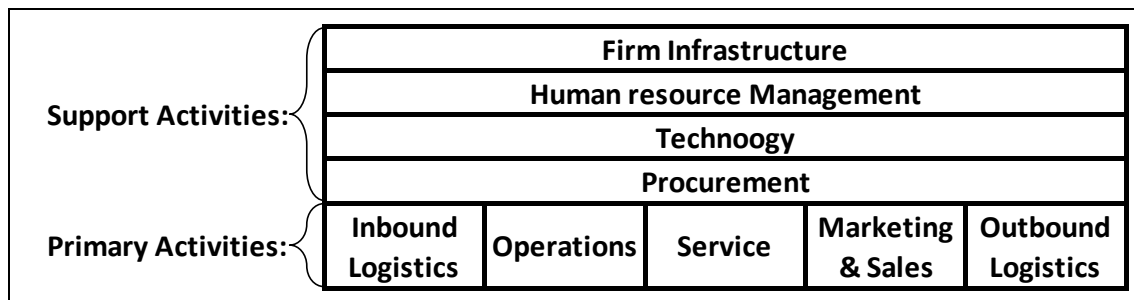 Firm Infrastructure
Human resource Management
Support Activities:
Technoogy
Procurement
Primary Activities:
Inbound
Logistics
Operations
Service
Marketing
& Sales
Outbound
Logistics